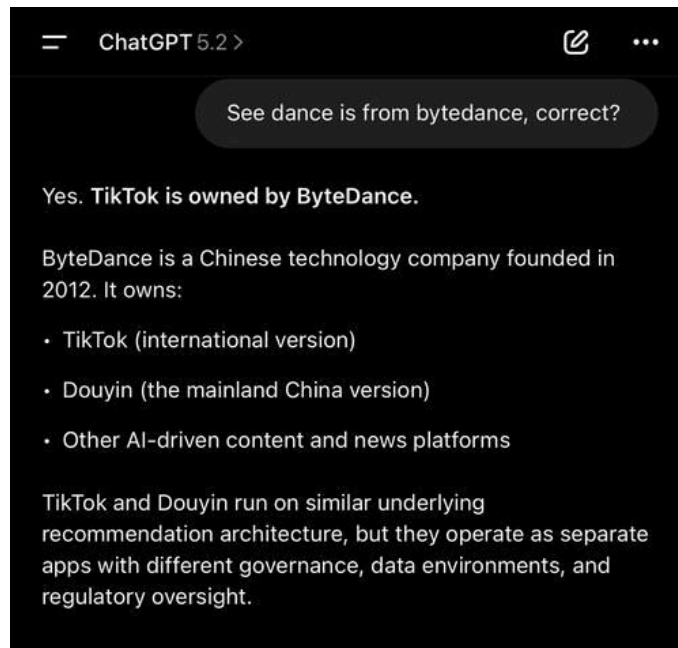 ChatGPT 5.2 >
See dance is from bytedance, correct?
Yes. TikTok is owned by ByteDance.
ByteDance is a Chinese technology company founded in
2012. It owns:
• TikTok (international version)
• Douyin (the mainland China version)
• Other AI-driven content and news platforms
TikTok and Douyin run on similar underlying
recommendation architecture, but they operate as separate
apps with different governance, data environments, and
regulatory oversight.